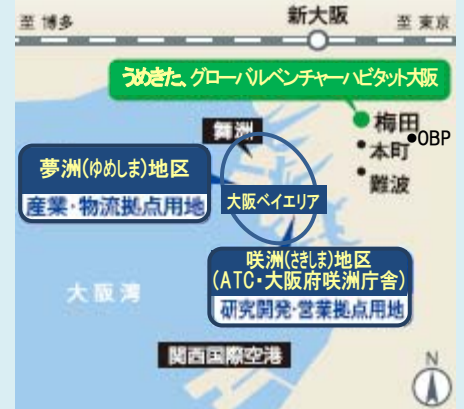 新大阪
至 博多
至 東京
うめきた、グローバルベンチャーハビタット大阪
舞洲
梅田
OBP
本町
夢洲(ゆめしま)地区
難波
産業・物流拠点用地
大阪ベイエリア
咲洲(さきしま)地区
(ATC・大阪府咲洲庁舎)
大阪湾
研究開発・営業拠点用地
関西国際空港
N